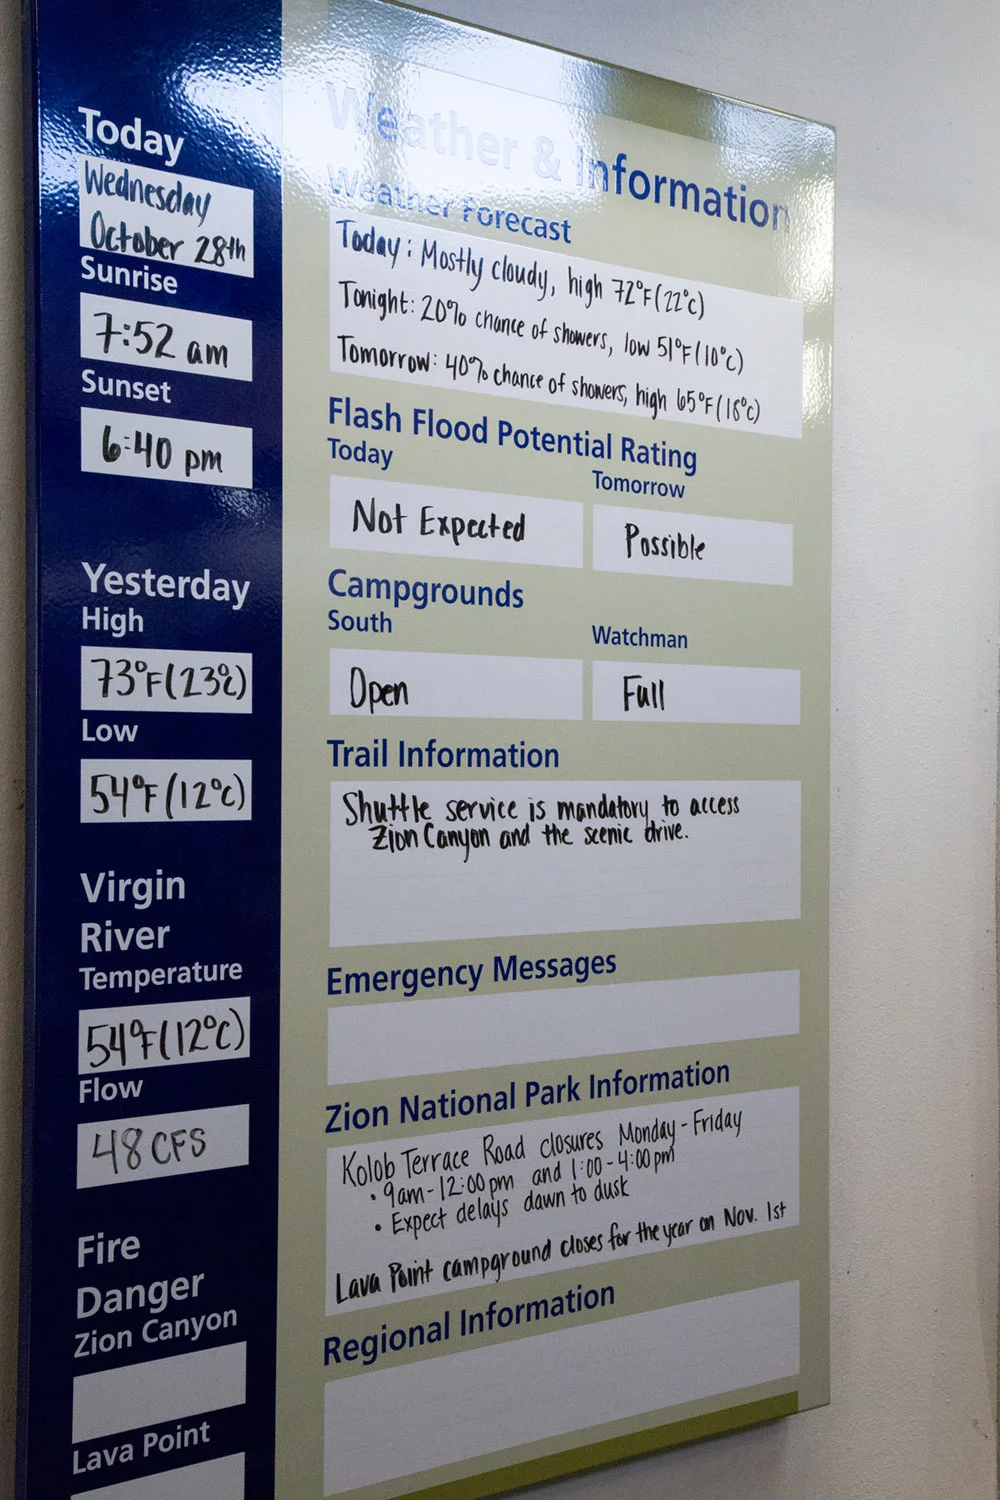 Today
Wednesday
October 28th
Sunrise
7:52 am
Sunset
6:40 pm
Yesterday
High
73°F(23°C)
Low
54°F(12°C)
Virgin
River
Temperature
54°F(12°C)
Flow
48 CFS
Fire
Danger
Zion Canyon
Lava Point
Weather & Information
Weather Forecast
Today: Mostly cloudy, high 72°F(22°C)
Tonight: 20% chance of showers, low 51°F(10°C)
Tomorrow: 40% chance of showers, high 65°F(18°C)
Flash Flood Potential Rating
Today
Tomorrow
Not Expected
Possible
Campgrounds
South
Watchman
Open
Full
Trail Information
Shuttle service is mandatory to access
Zion Canyon and the scenic drive.
Emergency Messages
Zion National Park Information
Kolob Terrace Road closures Monday - Friday
• 9am - 12:00pm and 1:00 - 4:00pm
• Expect delays dawn to dusk
Lava Point campground closes for the year on Nov. 1st
Regional Information